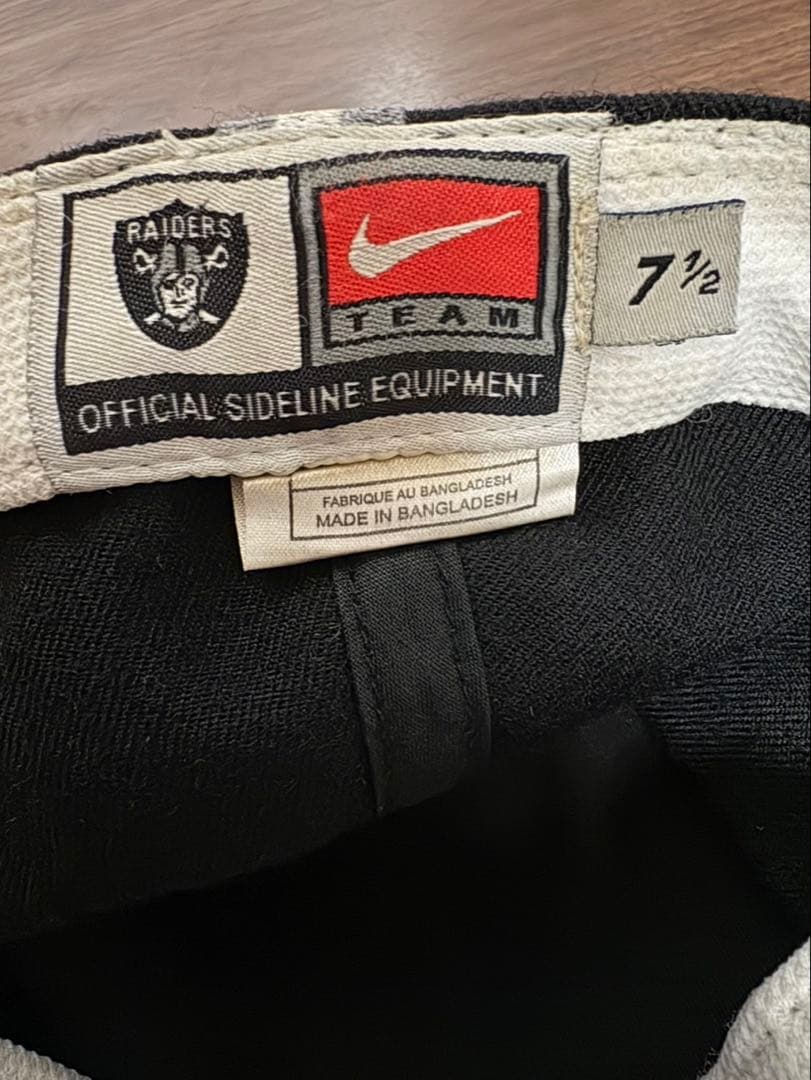 RAIDERS
TEAM
7 1/2
OFFICIAL SIDELINE EQUIPMENT
FABRIQUE AU BANGLADESH
MADE IN BANGLADESH